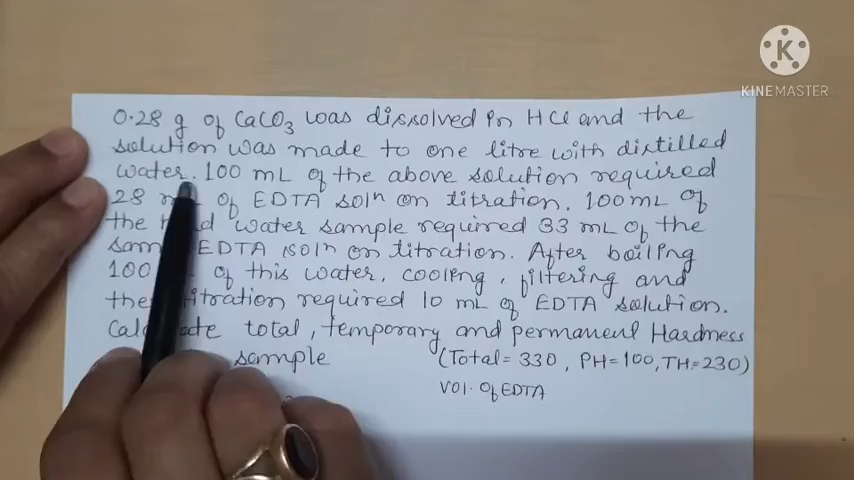 KINEMASTER
0.28 g of CaCO3 was dissolved in HCl and the
solution was made to one litre with distilled
water. 100 mL of the above solution required
28 of EDTA solⁿ on titration. 100 mL of
the water sample required 33 mL of the
EDTA solⁿ on titration. After boiling
100 of this water, cooling, filtering and
titration required 10 mL of EDTA solution.
total, temporary and permanent Hardness
sample (Total = 330, PH = 100, TH = 230)
Vol. of EDTA